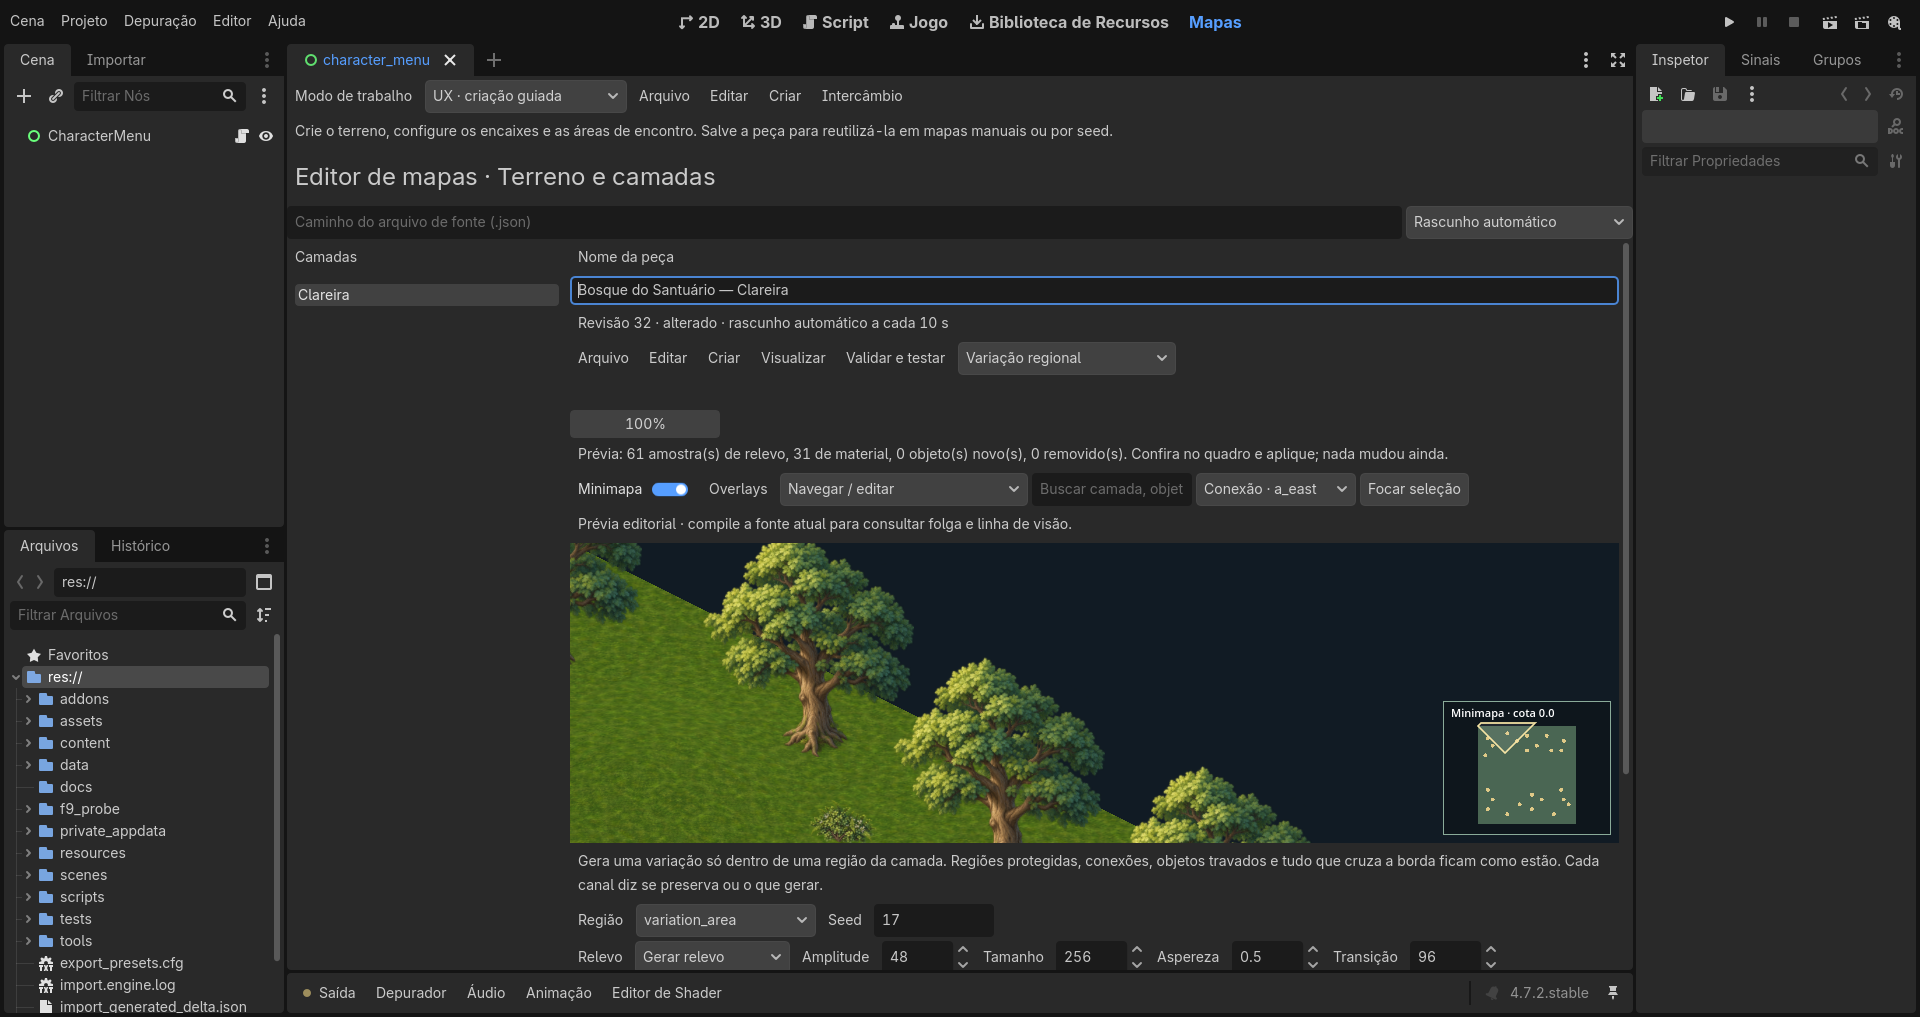 Cena Projeto Depuração Editor Ajuda
2D 3D Script Jogo Biblioteca de Recursos Mapas
Cena Importar
character_menu
Inspetor Sinais Grupos
Filtrar Nós
Modo de trabalho UX · criação guiada Arquivo Editar Criar Intercâmbio
CharacterMenu
Crie o terreno, configure os encaixes e as áreas de encontro. Salve a peça para reutilizá-la em mapas manuais ou por seed.
DOC
Filtrar Propriedades
Editor de mapas · Terreno e camadas
Caminho do arquivo de fonte (.json) Rascunho automático
Camadas Nome da peça
Clareira Bosque do Santuário — Clareira
Revisão 32 · alterado · rascunho automático a cada 10 s
Arquivo Editar Criar Visualizar Validar e testar Variação regional
100%
Prévia: 61 amostra(s) de relevo, 31 de material, 0 objeto(s) novo(s), 0 removido(s). Confira no quadro e aplique; nada mudou ainda.
Minimapa Overlays Navegar / editar Buscar camada, objet Conexão · a_east Focar seleção
Prévia editorial · compile a fonte atual para consultar folga e linha de visão.
Arquivos Histórico
res://
Filtrar Arquivos
Favoritos
res://
addons
assets
content
data
docs
f9_probe
private_appdata
resources
scenes
scripts
tests
tools
export_presets.cfg
import.engine.log
import_generated_delta.json
Minimapa · cota 0.0
Gera uma variação só dentro de uma região da camada. Regiões protegidas, conexões, objetos travados e tudo que cruza a borda ficam como estão. Cada
canal diz se preserva ou o que gerar.
Região variation_area Seed 17
Relevo Gerar relevo Amplitude 48 Tamanho 256 Aspereza 0.5 Transição 96
Saída Depurador Áudio Animação Editor de Shader
4.7.2.stable